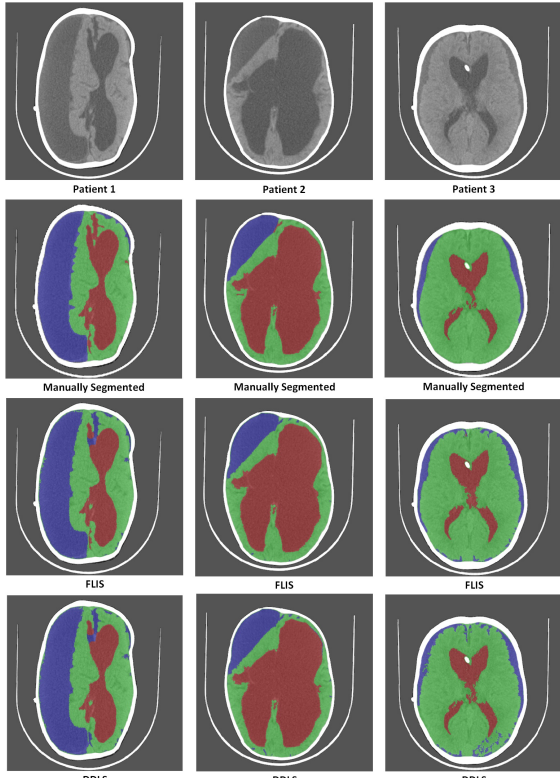 Patient 1 Patient 2 Patient 3
Manually Segmented Manually Segmented Manually Segmented
FLIS FLIS FLIS